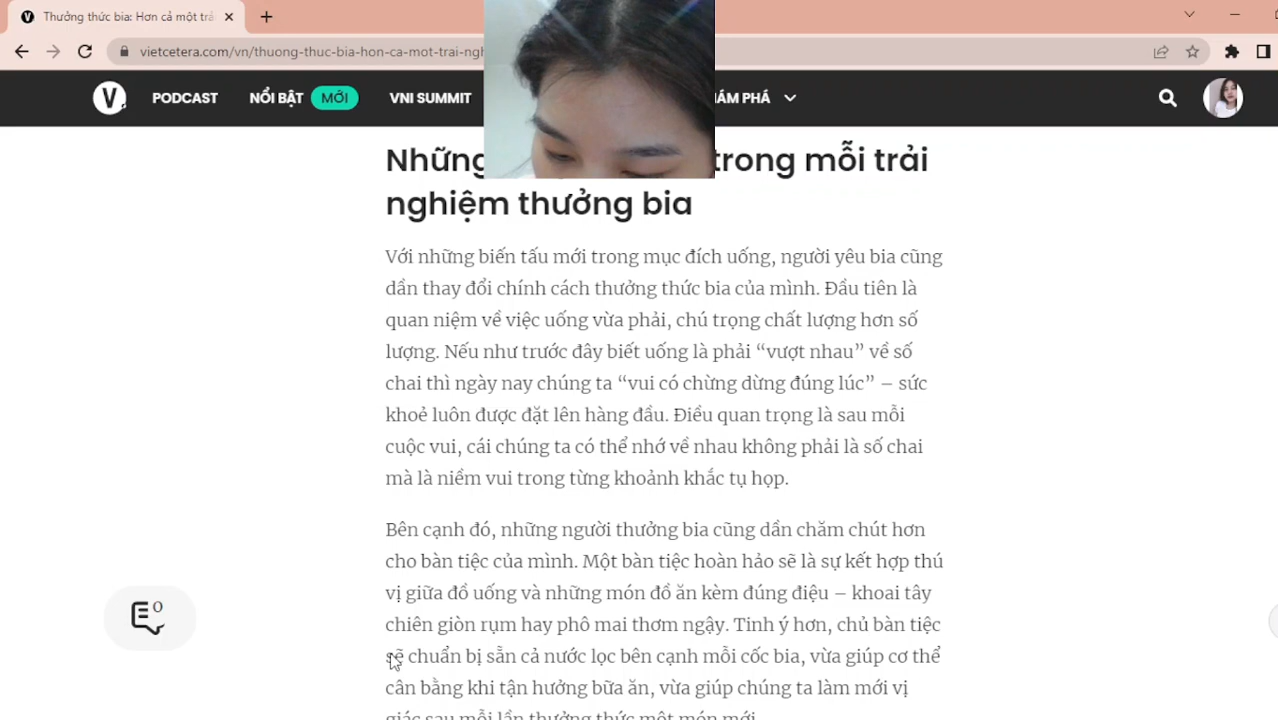 Thưởng thức bia: Hơn cả một trả
vietcetera.com/vn/thuong-thuc-bia-hon-ca-mot-trai-ngh
V. PODCAST NỔI BẬT MỚI VNI SUMMIT ÁM PHÁ
Những trong mỗi trải
nghiệm thưởng bia
Với những biến tấu mới trong mục đích uống, người yêu bia cũng
dần thay đổi chính cách thưởng thức bia của mình. Đầu tiên là
quan niệm về việc uống vừa phải, chú trọng chất lượng hơn số
lượng. Nếu như trước đây biết uống là phải “vượt nhau” về số
chai thì ngày nay chúng ta “vui có chừng dừng đúng lúc” – sức
khoẻ luôn được đặt lên hàng đầu. Điều quan trọng là sau mỗi
cuộc vui, cái chúng ta có thể nhớ về nhau không phải là số chai
mà là niềm vui trong từng khoảnh khắc tụ họp.
Bên cạnh đó, những người thưởng bia cũng dần chăm chút hơn
cho bàn tiệc của mình. Một bàn tiệc hoàn hảo sẽ là sự kết hợp thú
vị giữa đồ uống và những món đồ ăn kèm đúng điệu – khoai tây
chiên giòn rụm hay phô mai thơm ngậy. Tinh ý hơn, chủ bàn tiệc
sẽ chuẩn bị sẵn cả nước lọc bên cạnh mỗi cốc bia, vừa giúp cơ thể
cân bằng khi tận hưởng bữa ăn, vừa giúp chúng ta làm mới vị
giác sau mỗi lần thưởng thức một món mới.
0